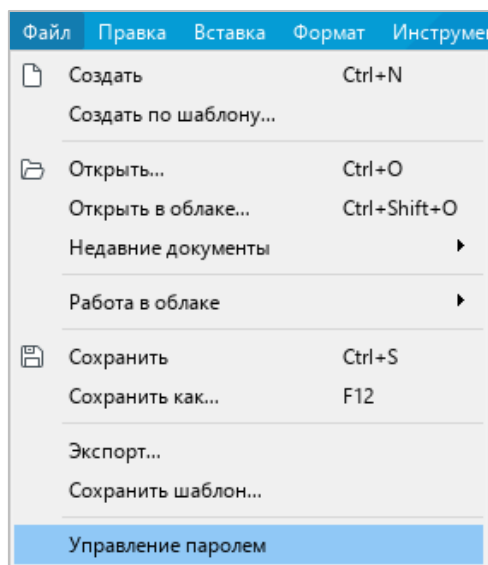 Файл Правка Вставка Формат Инструме
Создать Ctrl+N
Создать по шаблону...
Открыть... Ctrl+O
Открыть в облаке... Ctrl+Shift+O
Недавние документы
Работа в облаке
Сохранить Ctrl+S
Сохранить как... F12
Экспорт...
Сохранить шаблон...
Управление паролем